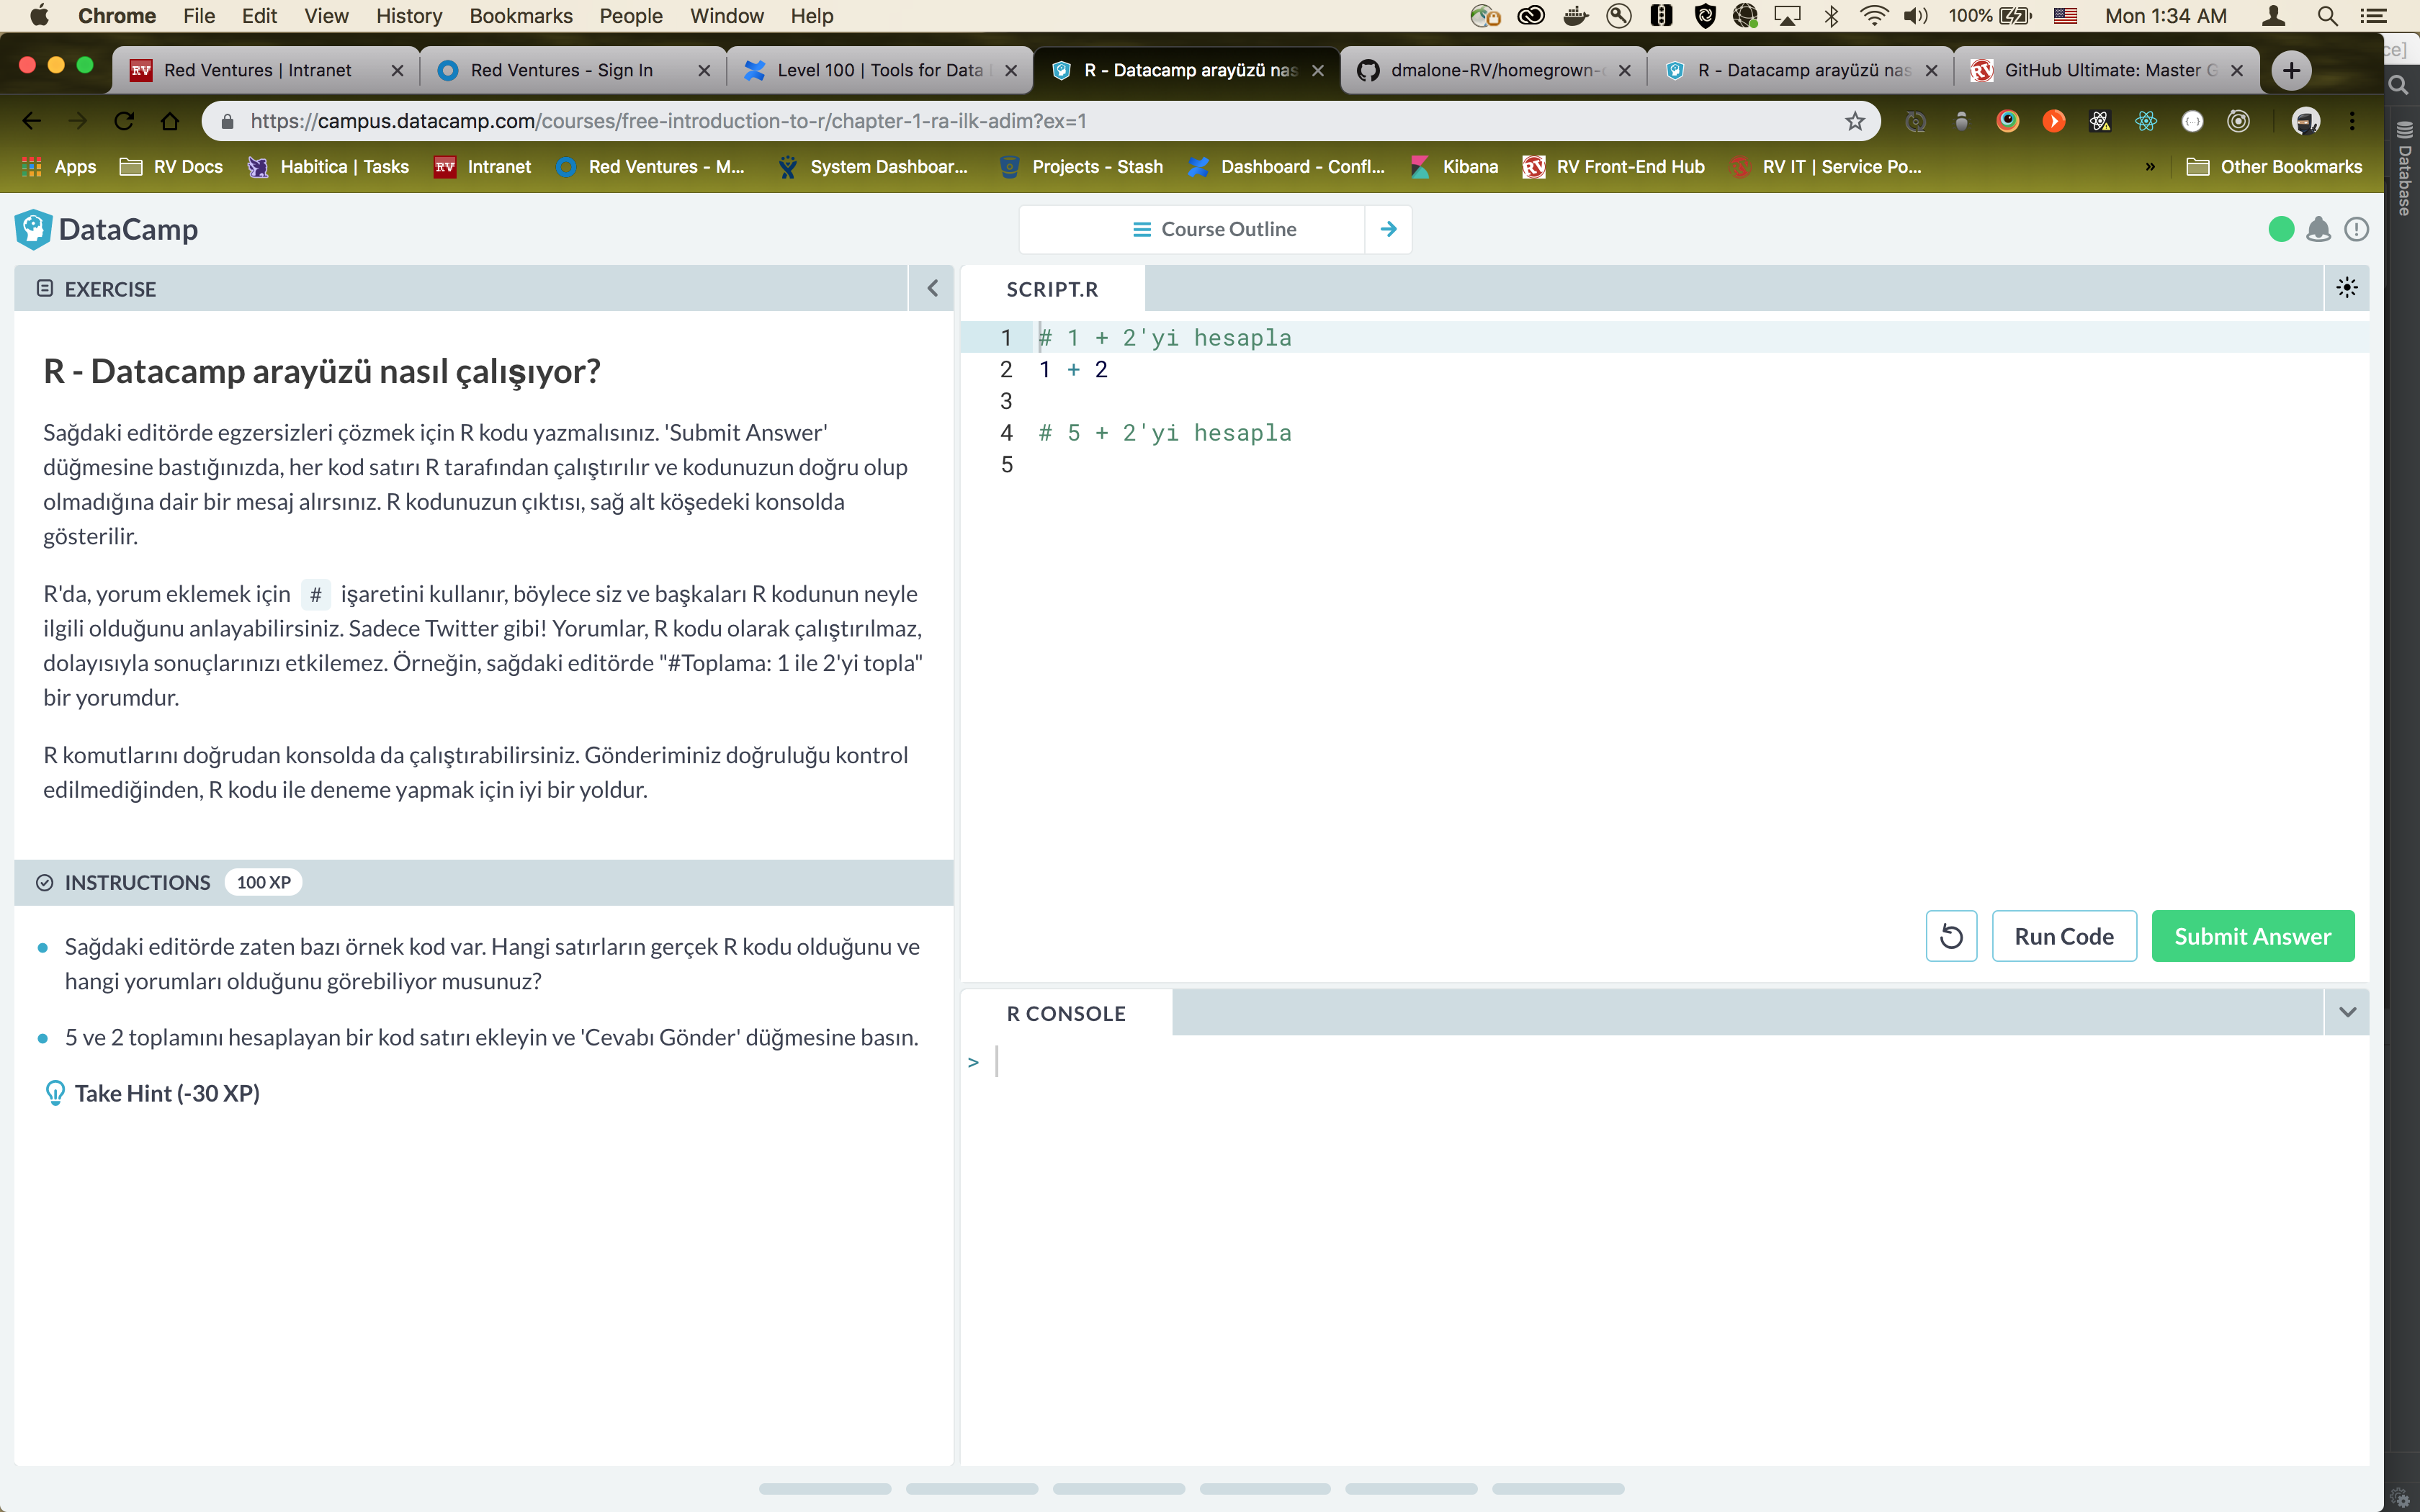 Chrome File Edit View History Bookmarks People Window Help 100% Mon 1:34 AM
Red Ventures | Intranet
Red Ventures - Sign In
Level 100 | Tools for Data
R - Datacamp arayüzü nas
dmalone-RV/homegrown-
R - Datacamp arayüzü nas
GitHub Ultimate: Master G
ce]
https://campus.datacamp.com/courses/free-introduction-to-r/chapter-1-ra-ilk-adim?ex=1
Apps RV Docs Habitica | Tasks RV Intranet Red Ventures - M... System Dashboar... Projects - Stash Dashboard - Confl... Kibana RV Front-End Hub RV IT | Service Po... » Other Bookmarks
Database
DataCamp
Course Outline
EXERCISE
R - Datacamp arayüzü nasıl çalışıyor?
Sağdaki editörde egzersizleri çözmek için R kodu yazmalısınız. 'Submit Answer'
düğmesine bastığınızda, her kod satırı R tarafından çalıştırılır ve kodunuzun doğru olup
olmadığına dair bir mesaj alırsınız. R kodunuzun çıktısı, sağ alt köşedeki konsolda
gösterilir.
R'da, yorum eklemek için # işaretini kullanır, böylece siz ve başkaları R kodunun neyle
ilgili olduğunu anlayabilirsiniz. Sadece Twitter gibi! Yorumlar, R kodu olarak çalıştırılmaz,
dolayısıyla sonuçlarınızı etkilemez. Örneğin, sağdaki editörde "#Toplama: 1 ile 2'yi topla"
bir yorumdur.
R komutlarını doğrudan konsolda da çalıştırabilirsiniz. Gönderiminiz doğruluğu kontrol
edilmediğinden, R kodu ile deneme yapmak için iyi bir yoldur.
INSTRUCTIONS 100 XP
Sağdaki editörde zaten bazı örnek kod var. Hangi satırların gerçek R kodu olduğunu ve
hangi yorumları olduğunu görebiliyor musunuz?
5 ve 2 toplamını hesaplayan bir kod satırı ekleyin ve 'Cevabı Gönder' düğmesine basın.
Take Hint (-30 XP)
SCRIPT.R
1 # 1 + 2'yi hesapla
2 1 + 2
3
4 # 5 + 2'yi hesapla
5
Run Code
Submit Answer
R CONSOLE
>